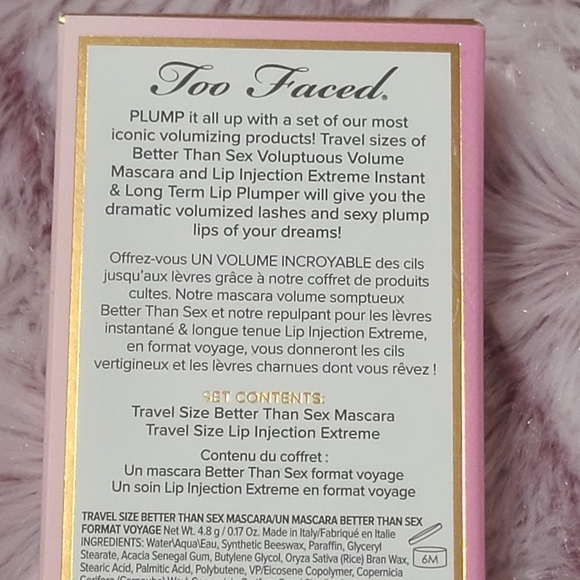 Too Faced®
PLUMP it all up with a set of our most
iconic volumizing products! Travel sizes of
Better Than Sex Voluptuous Volume
Mascara and Lip Injection Extreme Instant
& Long Term Lip Plumper will give you the
dramatic volumized lashes and sexy plump
lips of your dreams!
Offrez-vous UN VOLUME INCROYABLE des cils
jusqu'aux lèvres grâce à notre coffret de produits
cultes. Notre mascara volume somptueux
Better Than Sex et notre repulpant pour les lèvres
instantané & longue tenue Lip Injection Extreme,
en format voyage, vous donneront les cils
vertigineux et les lèvres charnues dont vous rêvez !
SET CONTENTS:
Travel Size Better Than Sex Mascara
Travel Size Lip Injection Extreme
Contenu du coffret :
Un mascara Better Than Sex format voyage
Un soin Lip Injection Extreme en format voyage
TRAVEL SIZE BETTER THAN SEX MASCARA/UN MASCARA BETTER THAN SEX
FORMAT VOYAGE Net Wt. 4.8 g / 0.17 Oz. Made in Italy/Fabriqué en Italie
INGREDIENTS: Water\Aqua\Eau, Synthetic Beeswax, Paraffin, Glyceryl
Stearate, Acacia Senegal Gum, Butylene Glycol, Oryza Sativa (Rice) Bran Wax,
Stearic Acid, Palmitic Acid, Polybutene, VP/Eicosene Copolymer, Copernicia
6M